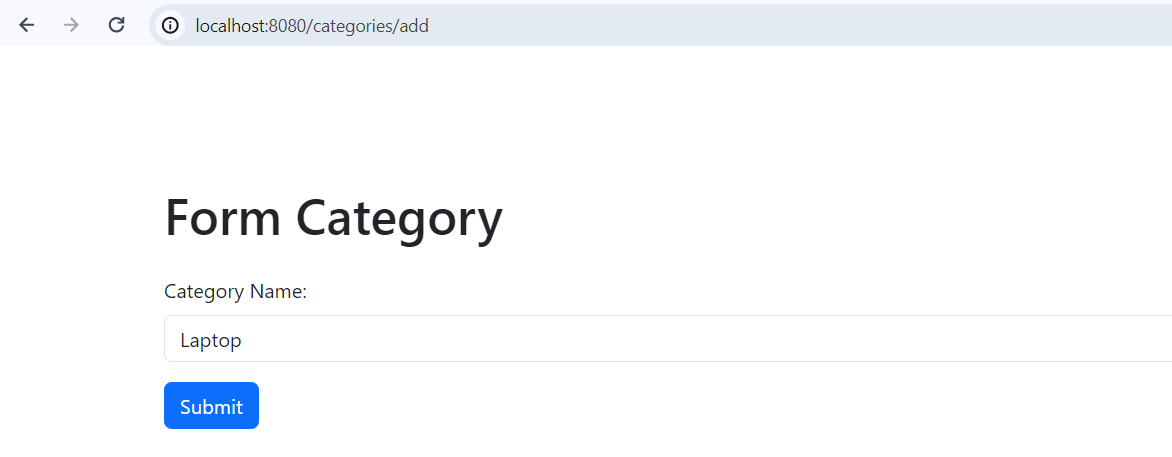 localhost:8080/categories/add
Form Category
Category Name:
Laptop
Submit